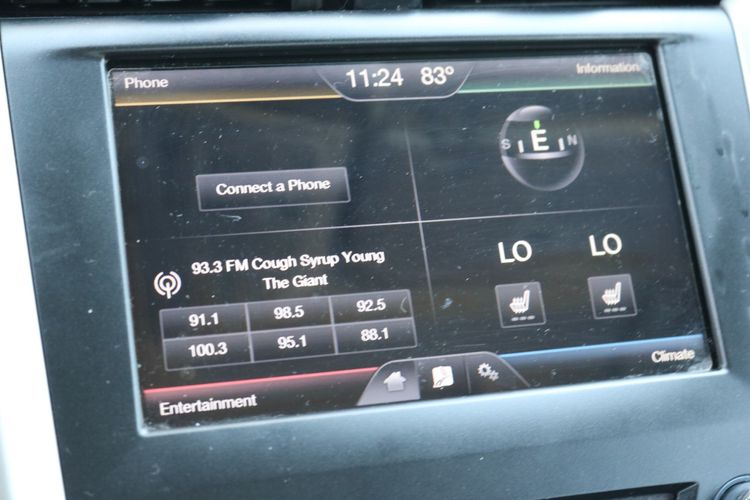 Phone
11:24 83º
Information
S E N
Connect a Phone
93.3 FM Cough Syrup Young
The Giant
91.1 98.5 92.5
100.3 95.1 88.1
LO LO
Entertainment
Climate